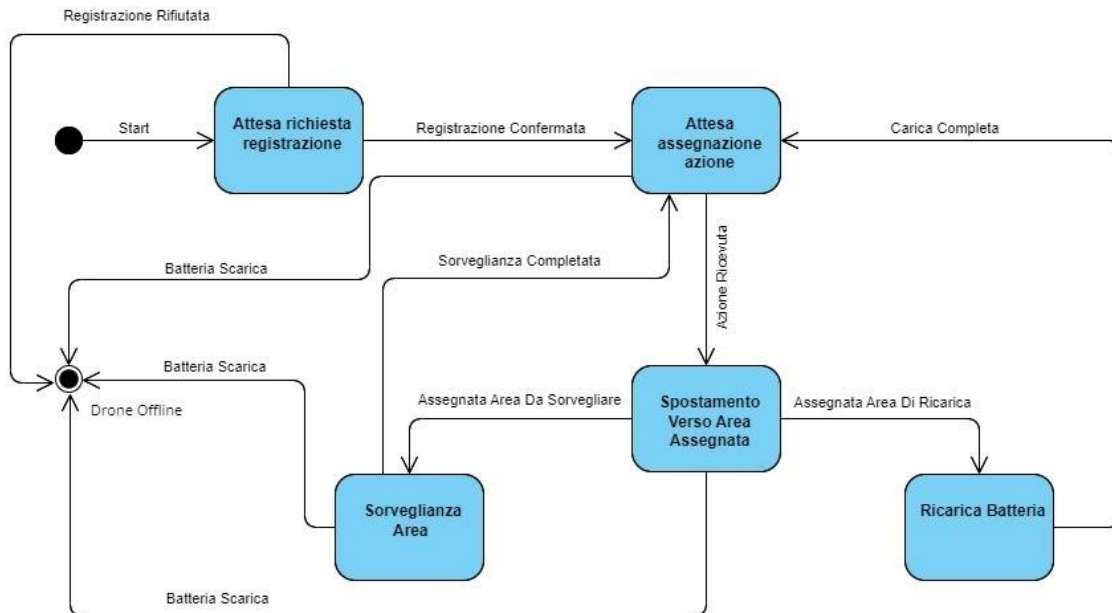 Registrazione Rifiutata
Start
Attesa richiesta
registrazione
Registrazione Confermata
Attesa
assegnazione
azione
Carica Completa
Batteria Scarica
Sorveglianza Completata
Azione Ricevuta
Batteria Scarica
Drone Offline
Assegnata Area Da Sorvegliare
Spostamento
Verso Area
Assegnata
Assegnata Area Di Ricarica
Sorveglianza
Area
Ricarica Batteria
Batteria Scarica